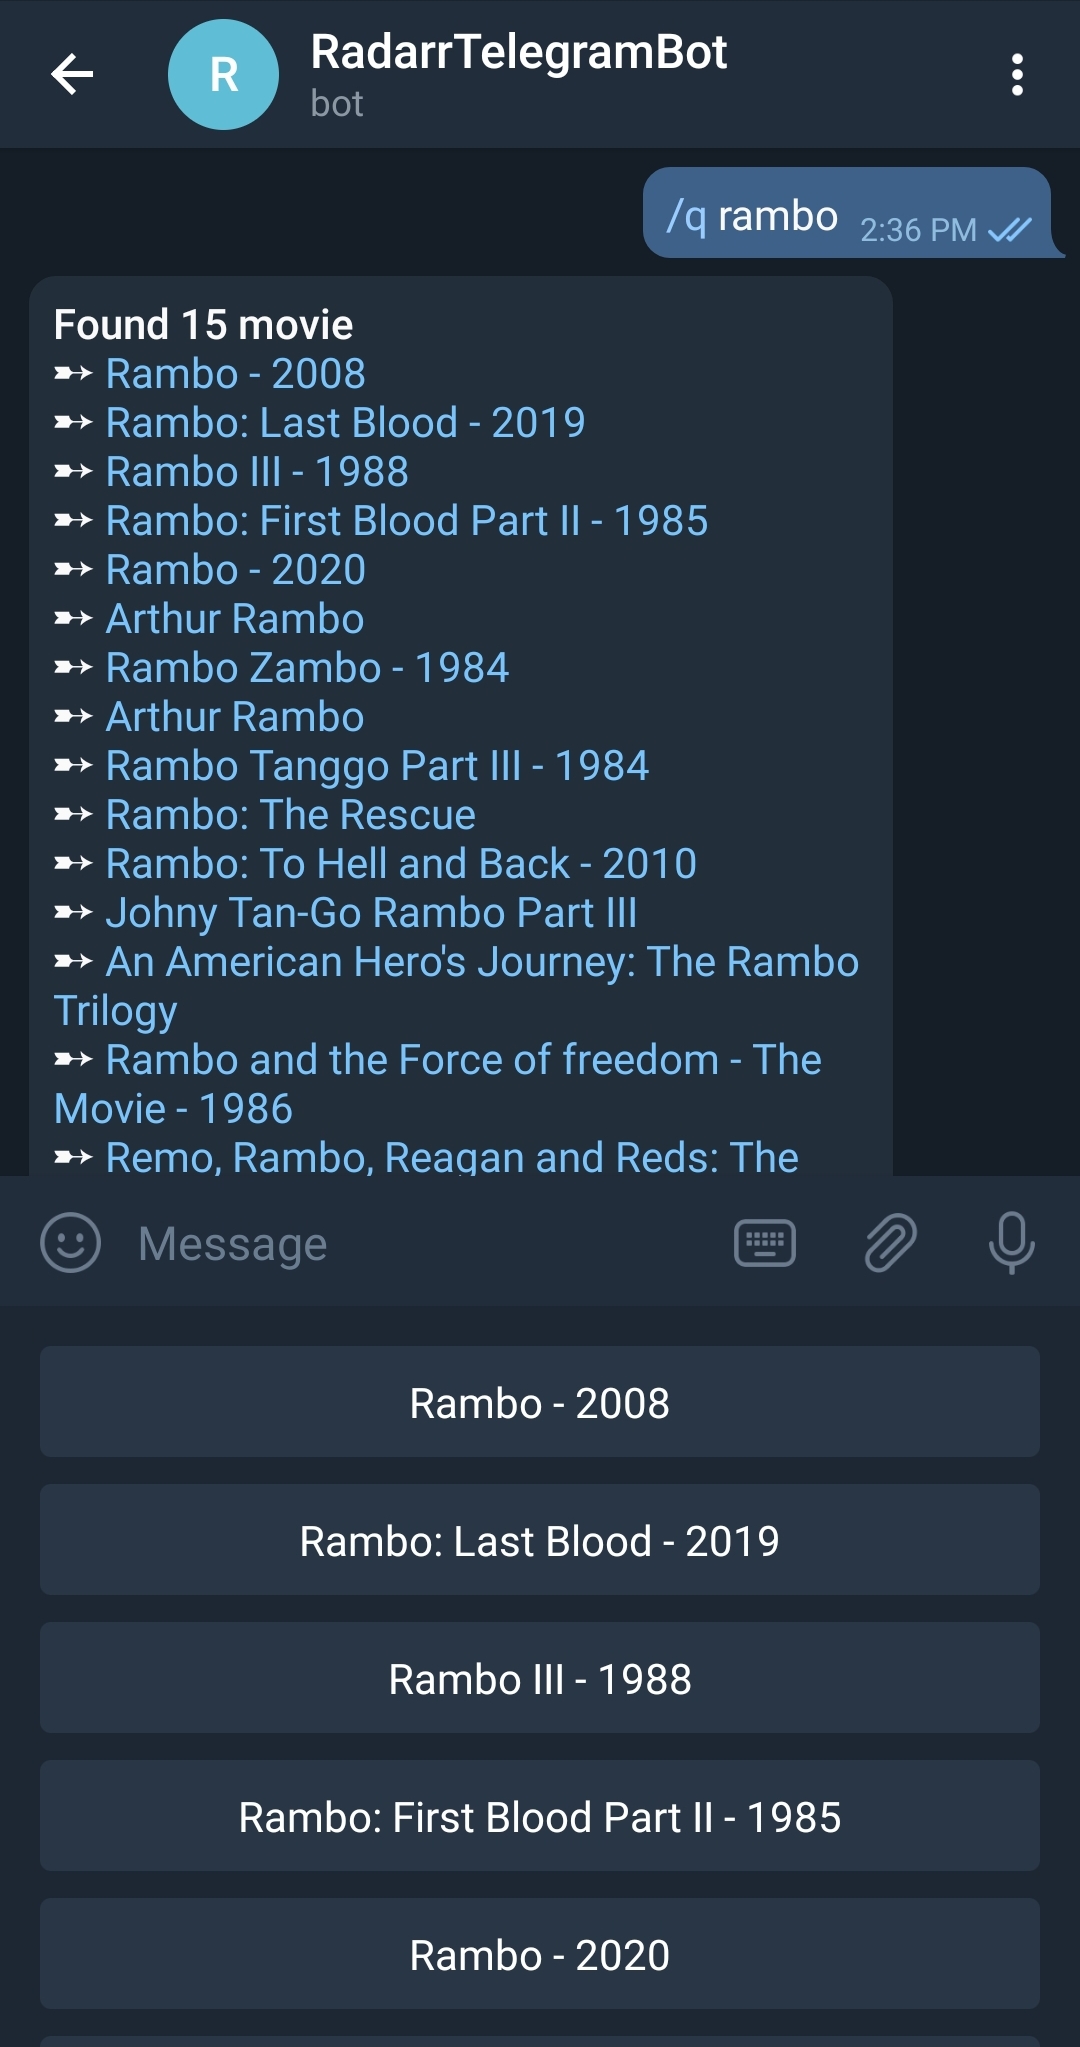 R
RadarrTelegramBot
bot
/q rambo 2:36 PM
Found 15 movie
➳ Rambo - 2008
➳ Rambo: Last Blood - 2019
➳ Rambo III - 1988
➳ Rambo: First Blood Part II - 1985
➳ Rambo - 2020
➳ Arthur Rambo
➳ Rambo Zambo - 1984
➳ Arthur Rambo
➳ Rambo Tanggo Part III - 1984
➳ Rambo: The Rescue
➳ Rambo: To Hell and Back - 2010
➳ Johny Tan-Go Rambo Part III
➳ An American Hero's Journey: The Rambo
Trilogy
➳ Rambo and the Force of freedom - The
Movie - 1986
➳ Remo, Rambo, Reagan and Reds: The
Message
Rambo - 2008
Rambo: Last Blood - 2019
Rambo III - 1988
Rambo: First Blood Part II - 1985
Rambo - 2020